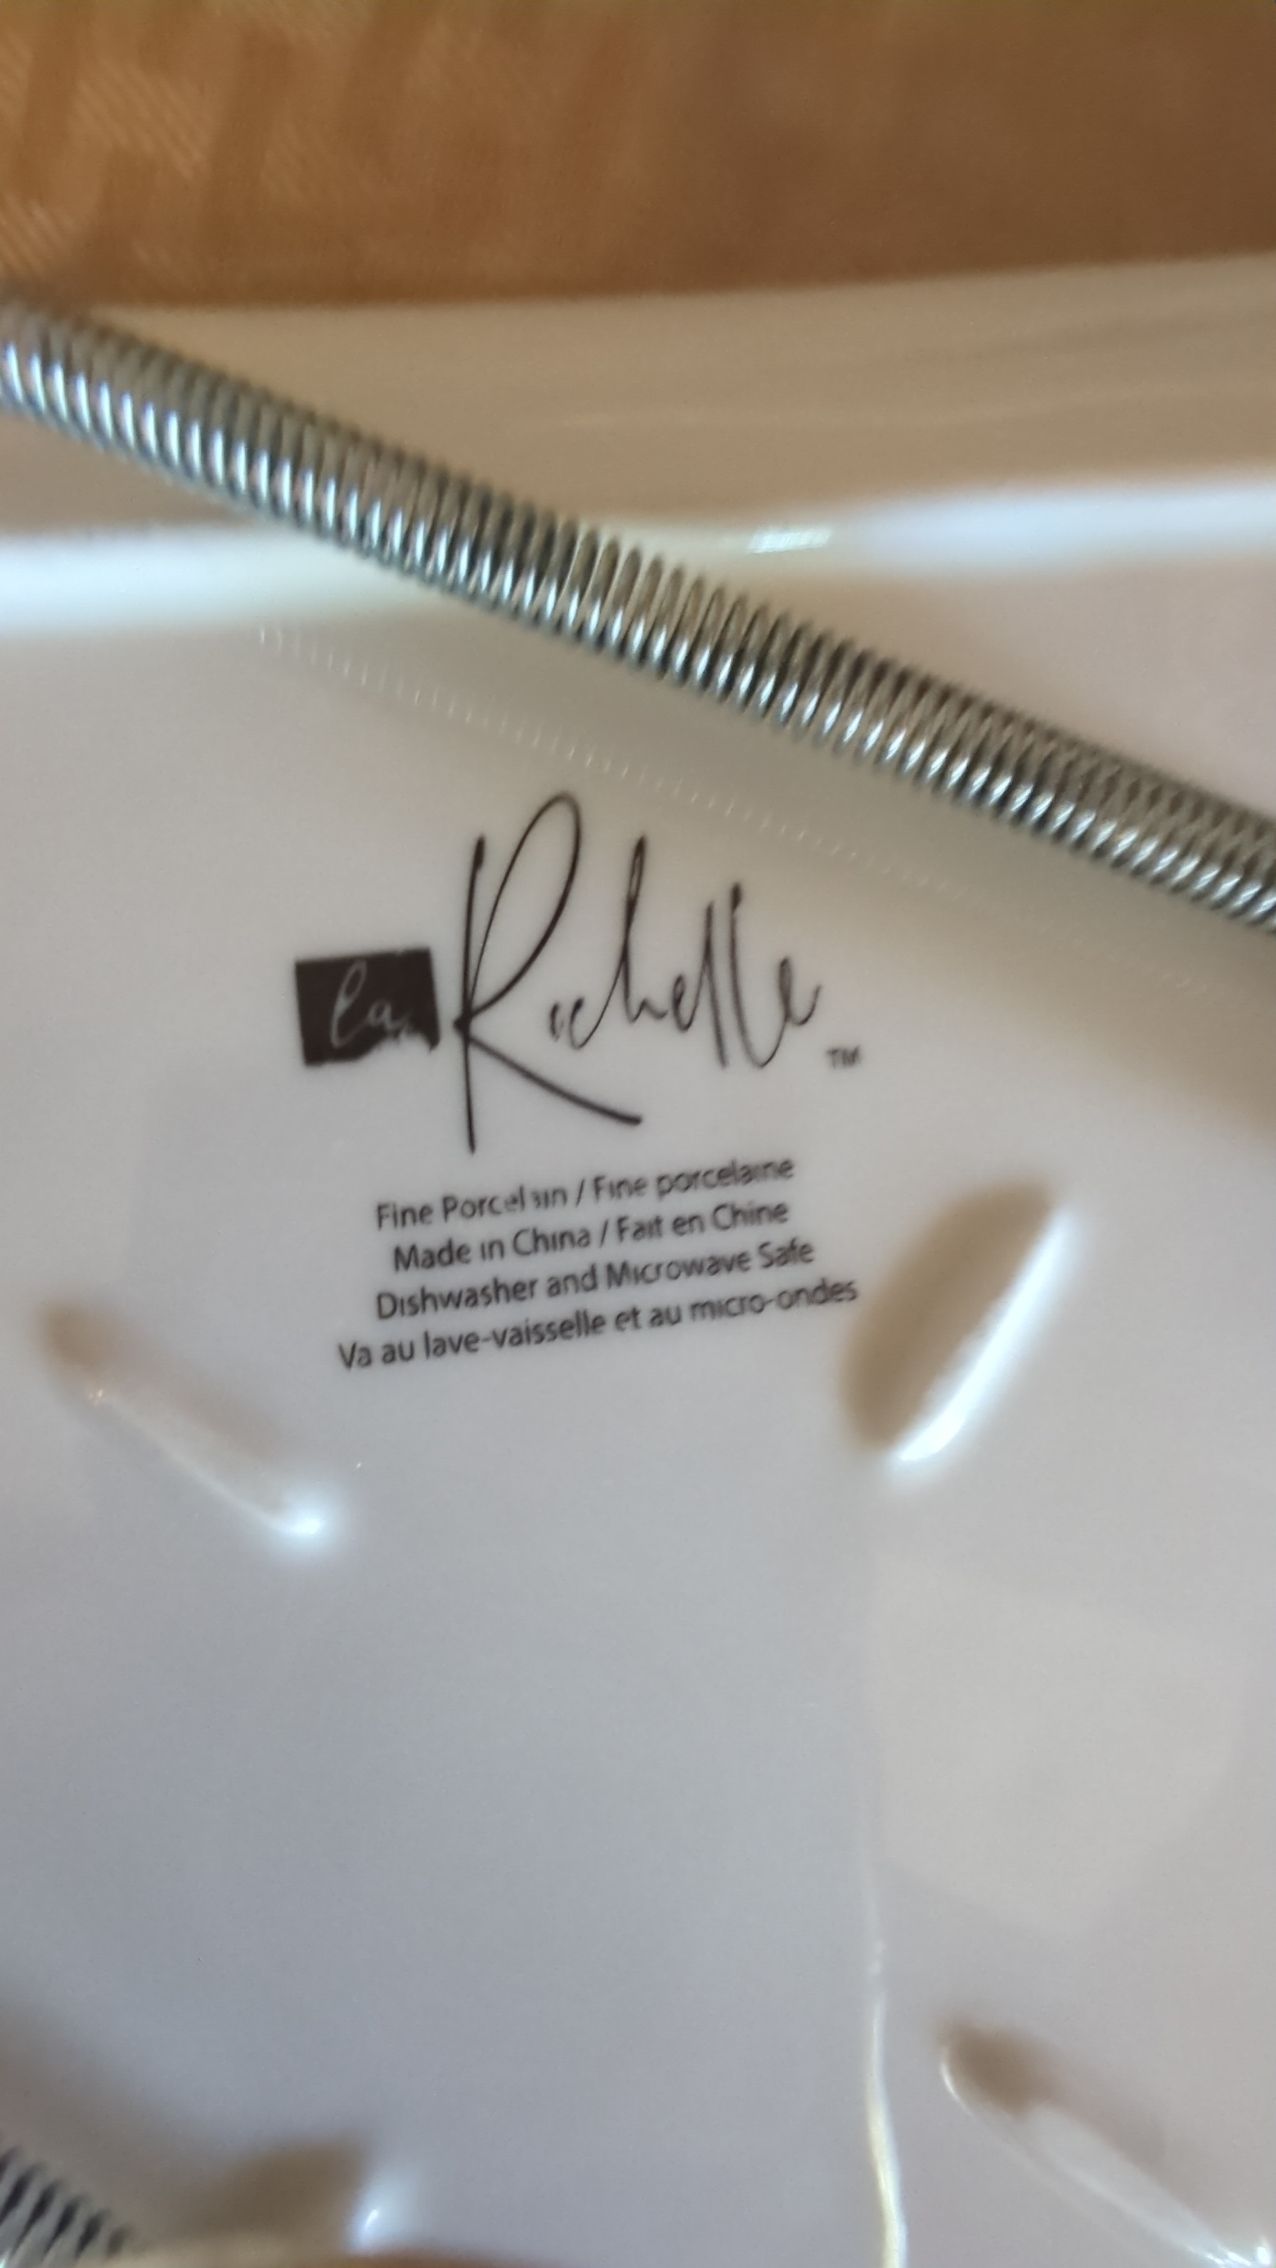 la Richelle TM
Fine Porcelain / Fine porcelaine
Made in China / Fait en Chine
Dishwasher and Microwave Safe
Va au lave-vaisselle et au micro-ondes